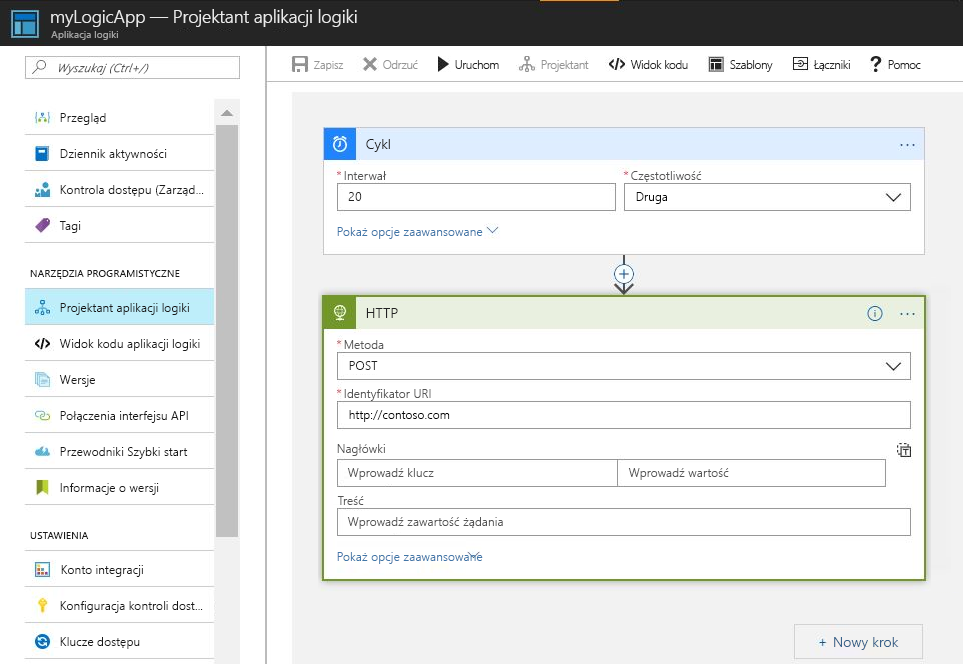 myLogicApp — Projektant aplikacji logiki
Aplikacja logiki
Wyszukaj (Ctrl+/)
Przegląd
Dziennik aktywności
Kontrola dostępu (Zarząd...
Tagi
NARZĘDZIA PROGRAMISTYCZNE
Projektant aplikacji logiki
Widok kodu aplikacji logiki
Wersje
Połączenia interfejsu API
Przewodniki Szybki start
Informacje o wersji
USTAWIENIA
Konto integracji
Konfiguracja kontroli dost...
Klucze dostępu
Zapisz Odrzuć Uruchom Projektant Widok kodu Szablony Łączniki Pomoc
Cykl
* Interwał * Częstotliwość
20 Druga
Pokaż opcje zaawansowane
HTTP
* Metoda
POST
* Identyfikator URI
http://contoso.com
Nagłówki
Wprowadź klucz Wprowadź wartość
Treść
Wprowadź zawartość żądania
Pokaż opcje zaawansowane
+ Nowy krok